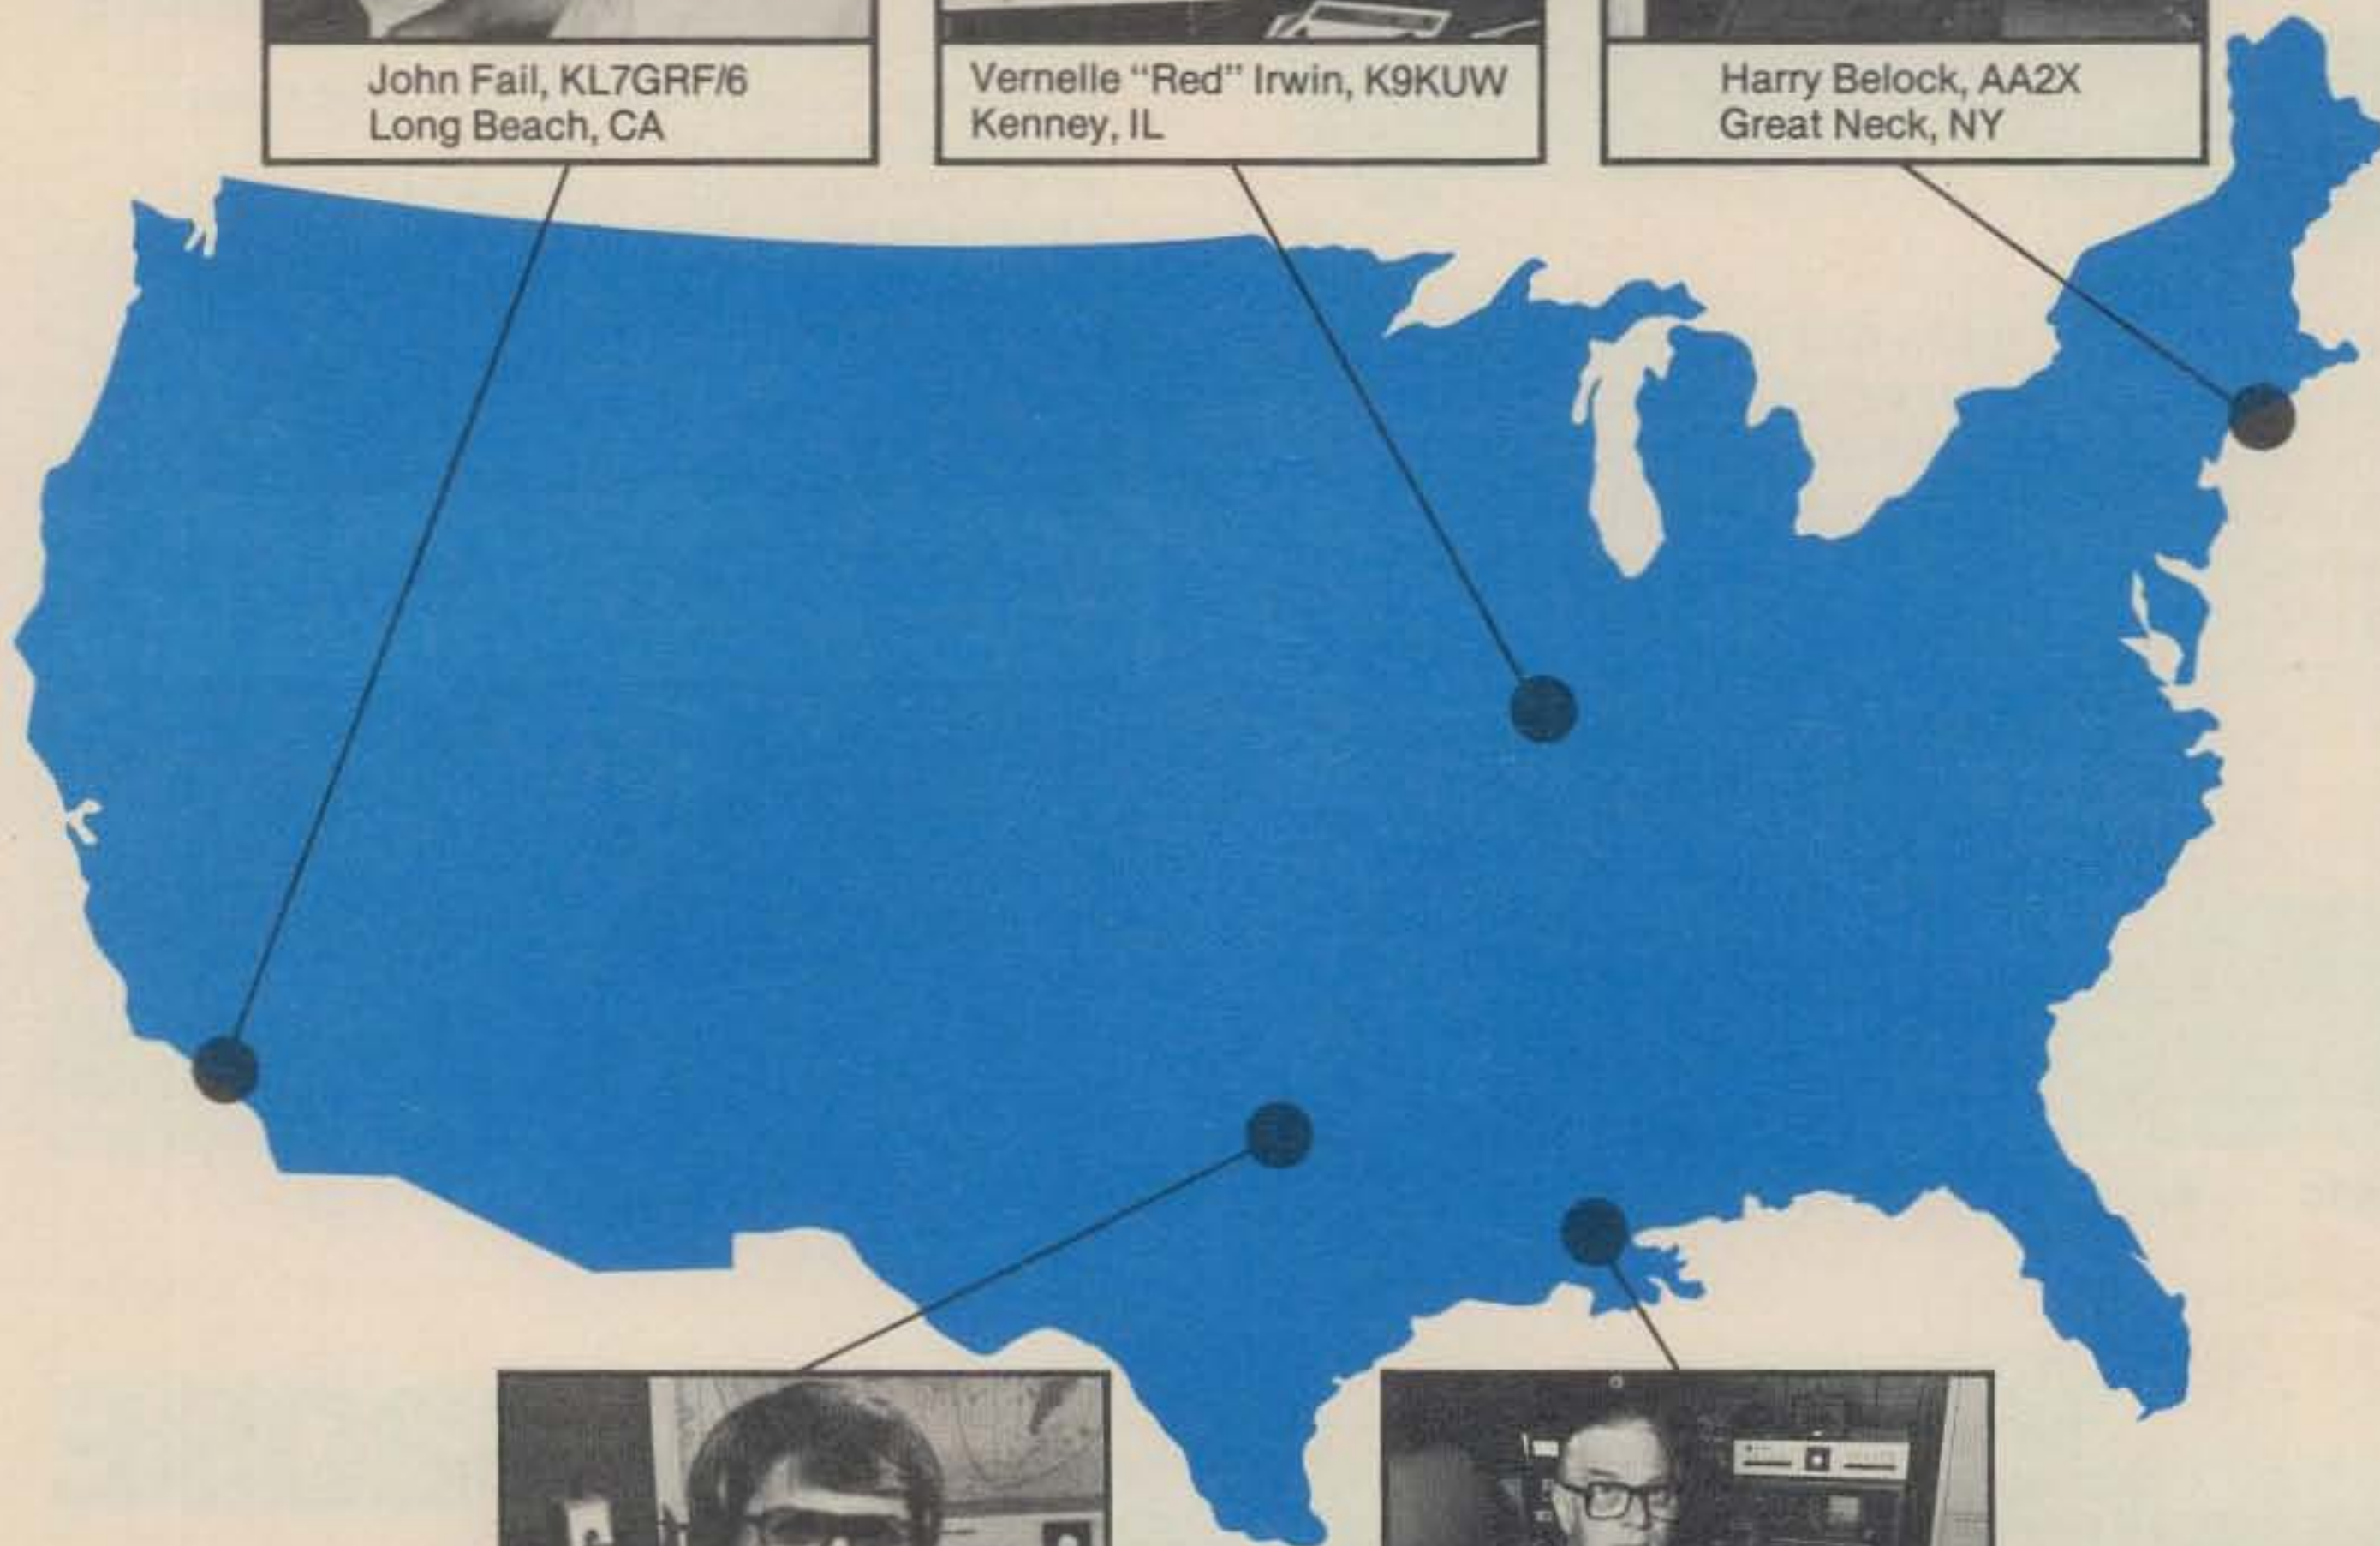 John Fail, KL7GRF/6
Long Beach, CA
Vernelle “Red” Irwin, K9KUW
Kenney, IL
Harry Belock, AA2X
Great Neck, NY